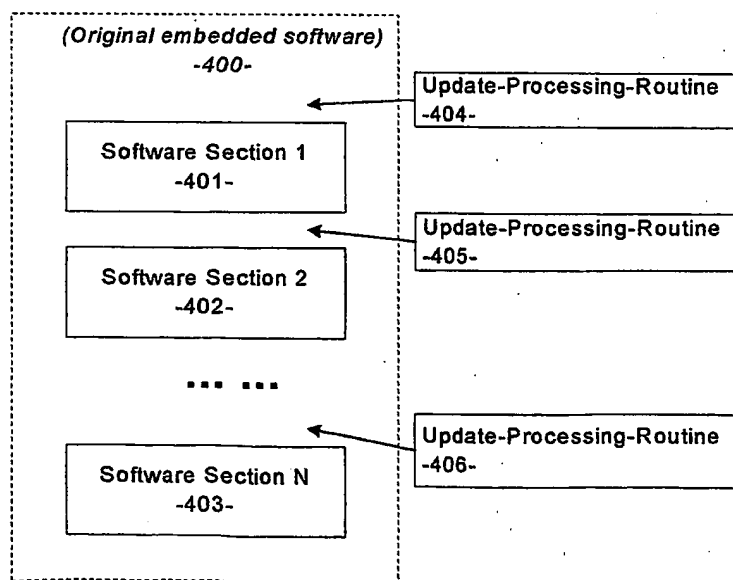 (Original embedded software)
-400-
Update-Processing-Routine
-404-
Software Section 1
-401-
Update-Processing-Routine
-405-
Software Section 2
-402-
... ...
Update-Processing-Routine
-406-
Software Section N
-403-